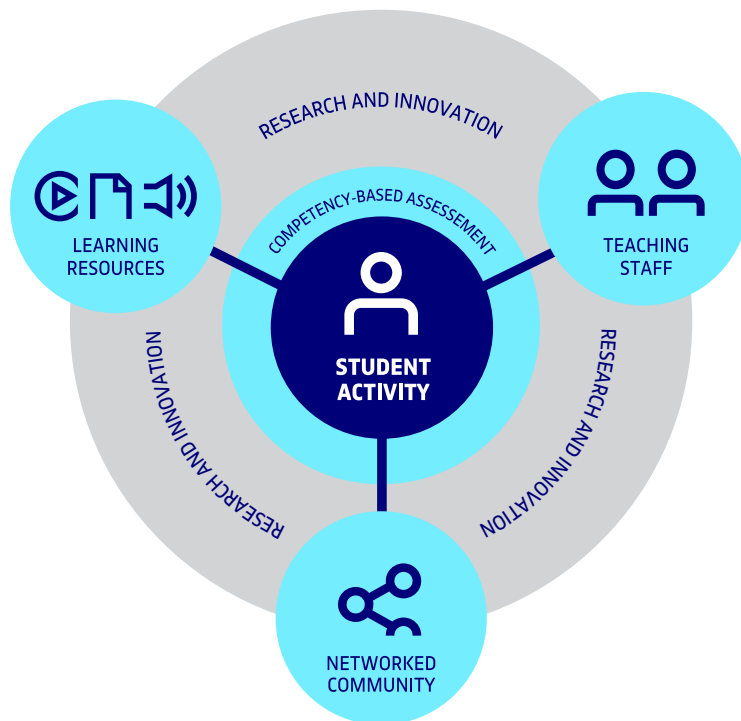 RESEARCH AND INNOVATION
LEARNING
RESOURCES
TEACHING
STAFF
COMPETENCY-BASED ASSESSEMENT
STUDENT
ACTIVITY
RESEARCH AND INNOVATION
RESEARCH AND INNOVATION
NETWORKED
COMMUNITY